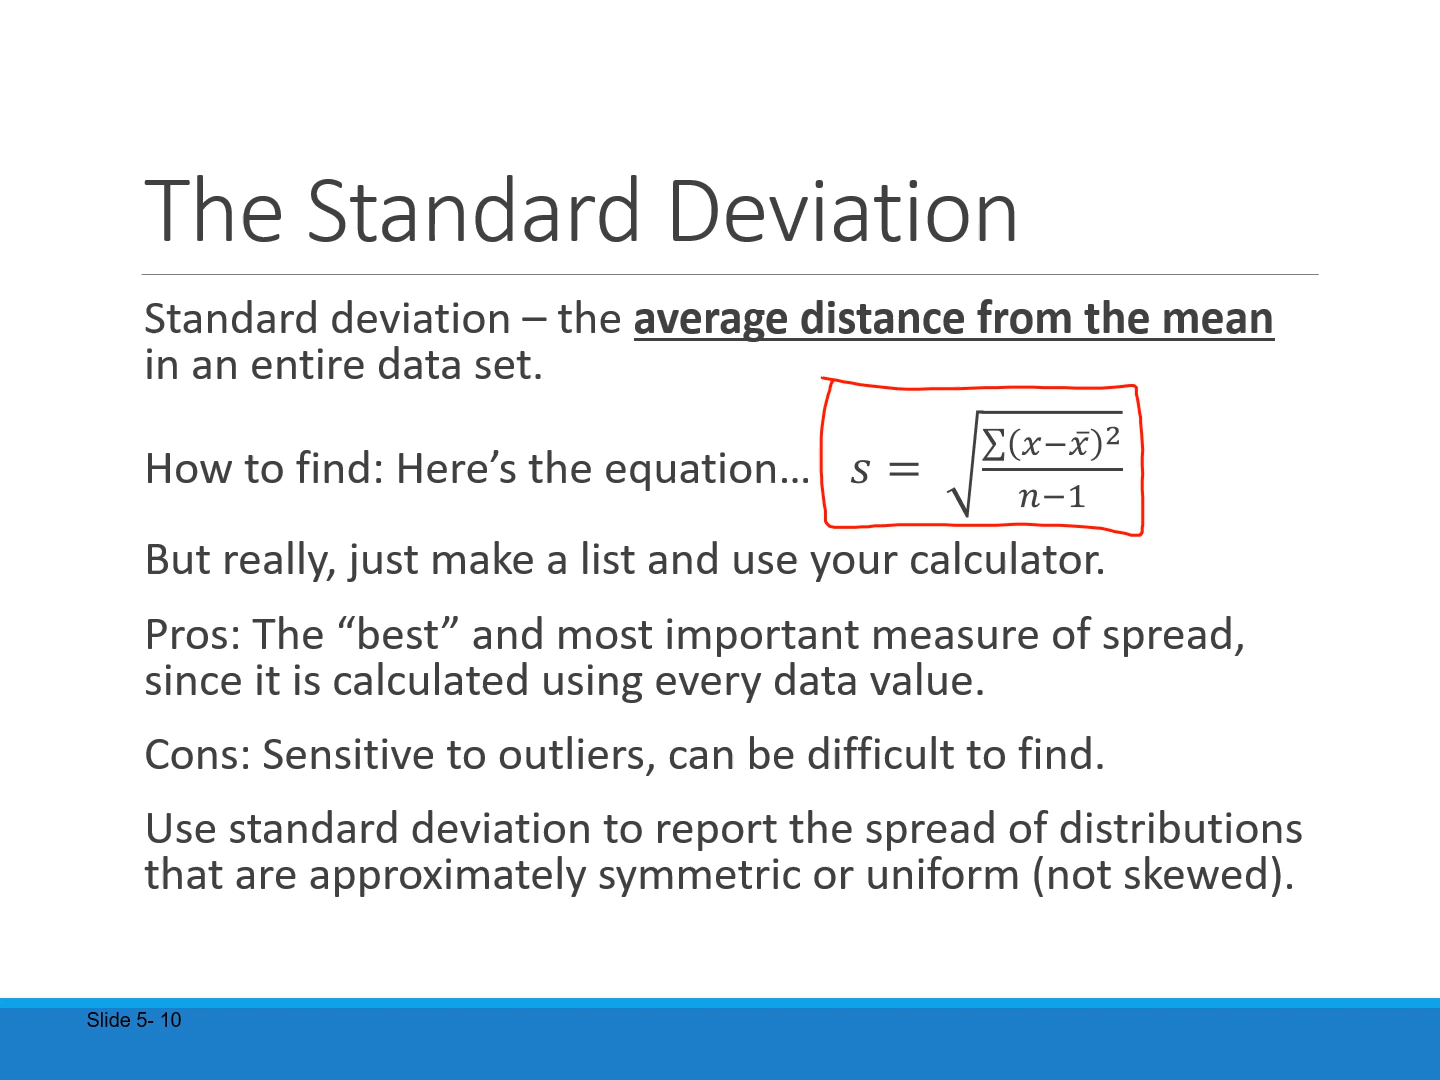 The Standard Deviation
Standard deviation – the average distance from the mean
in an entire data set.
How to find: Here’s the equation… s = √(∑(x−x̄)²/(n−1))
But really, just make a list and use your calculator.
Pros: The “best” and most important measure of spread,
since it is calculated using every data value.
Cons: Sensitive to outliers, can be difficult to find.
Use standard deviation to report the spread of distributions
that are approximately symmetric or uniform (not skewed).
Slide 5- 10